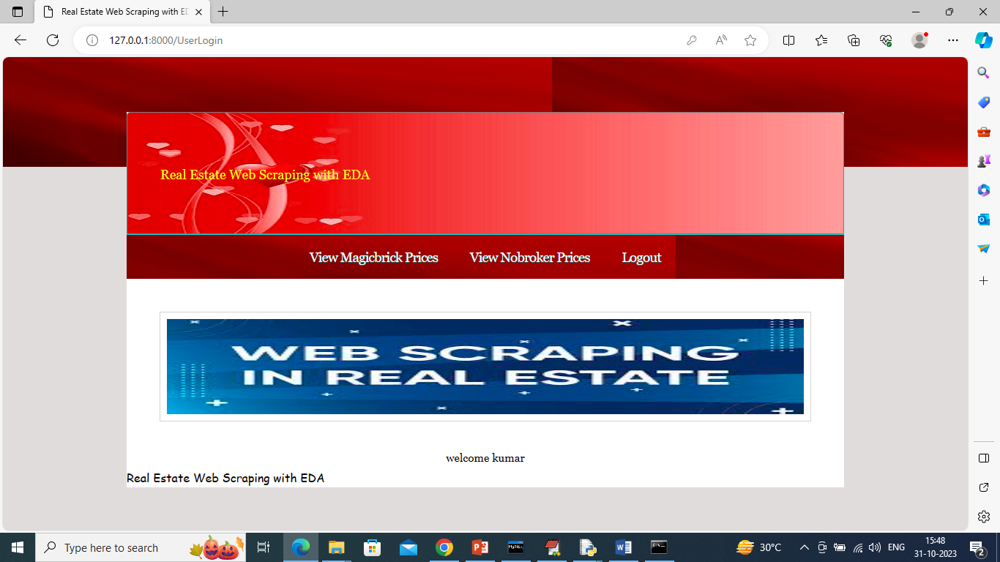 Real Estate Web Scraping with ED
127.0.0.1:8000/UserLogin
Real Estate Web Scraping with EDA
View Magicbrick Prices View Nobroker Prices Logout
WEB SCRAPING
IN REAL ESTATE
welcome kumar
Real Estate Web Scraping with EDA
Type here to search
30°C
ENG
15:48
31-10-2023
2